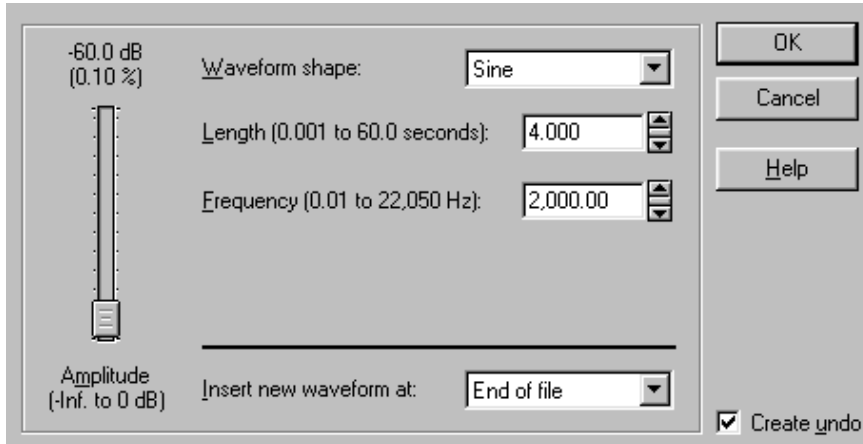 -60.0 dB
(0.10 %)
Waveform shape:
Sine
Length (0.001 to 60.0 seconds):
4.000
Frequency (0.01 to 22,050 Hz):
2,000.00
Amplitude
(-Inf. to 0 dB)
Insert new waveform at:
End of file
OK
Cancel
Help
Create undo